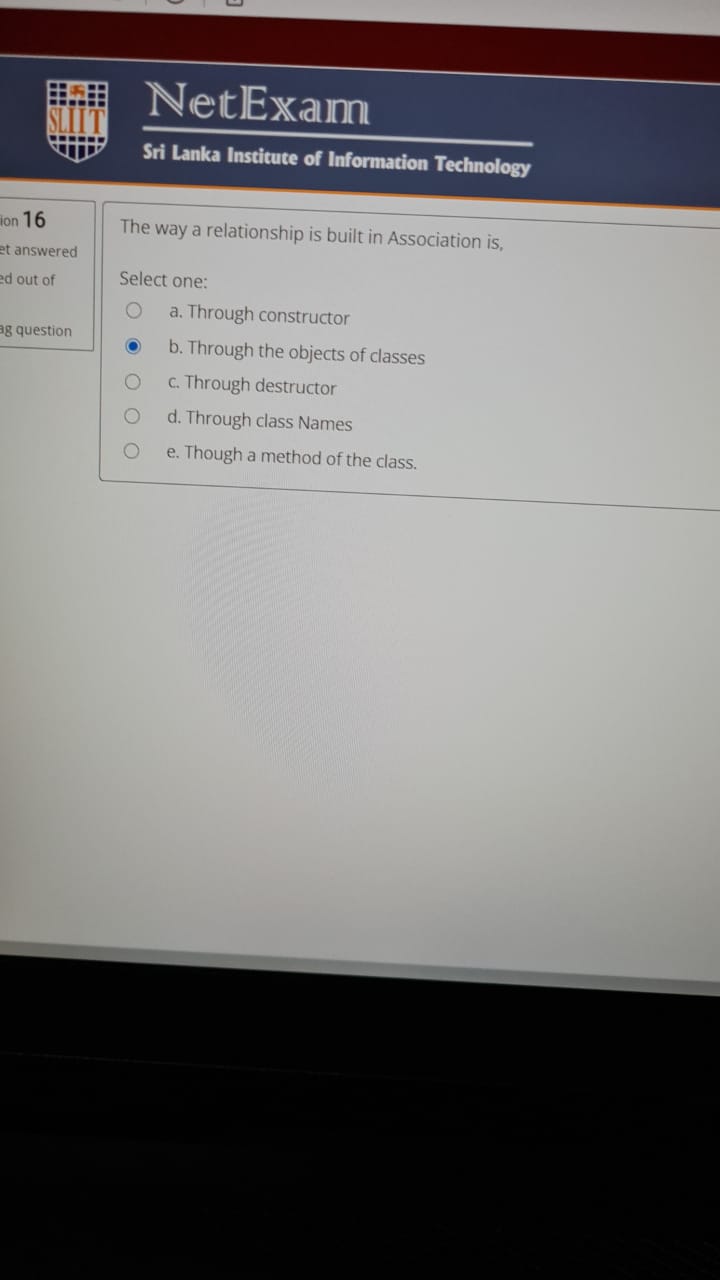 SLIIT
NetExam
Sri Lanka Institute of Information Technology
ion 16
et answered
ed out of
ag question
The way a relationship is built in Association is,
Select one:
a. Through constructor
b. Through the objects of classes
c. Through destructor
d. Through class Names
e. Though a method of the class.